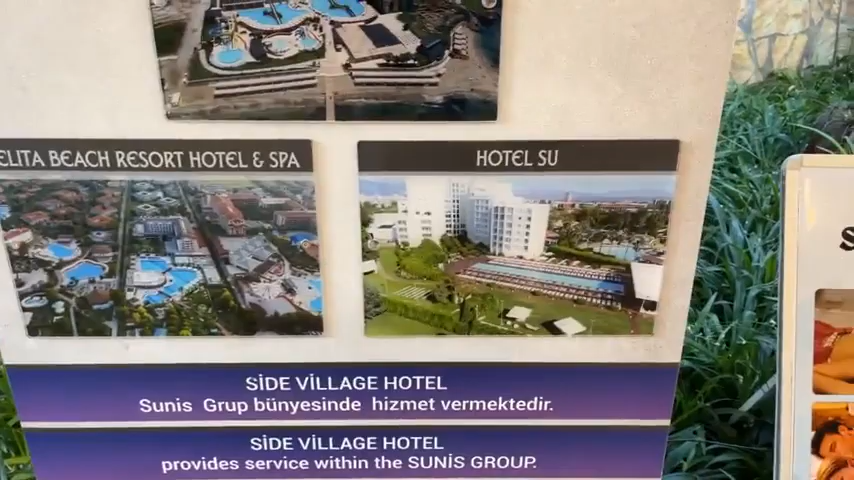 ELITA BEACH RESORT HOTEL & SPA
HOTEL SU
SİDE VİLLAGE HOTEL
Sunis Grup bünyesinde hizmet vermektedir.
SİDE VİLLAGE HOTEL
provides Service within the SUNİS GROUP.
S